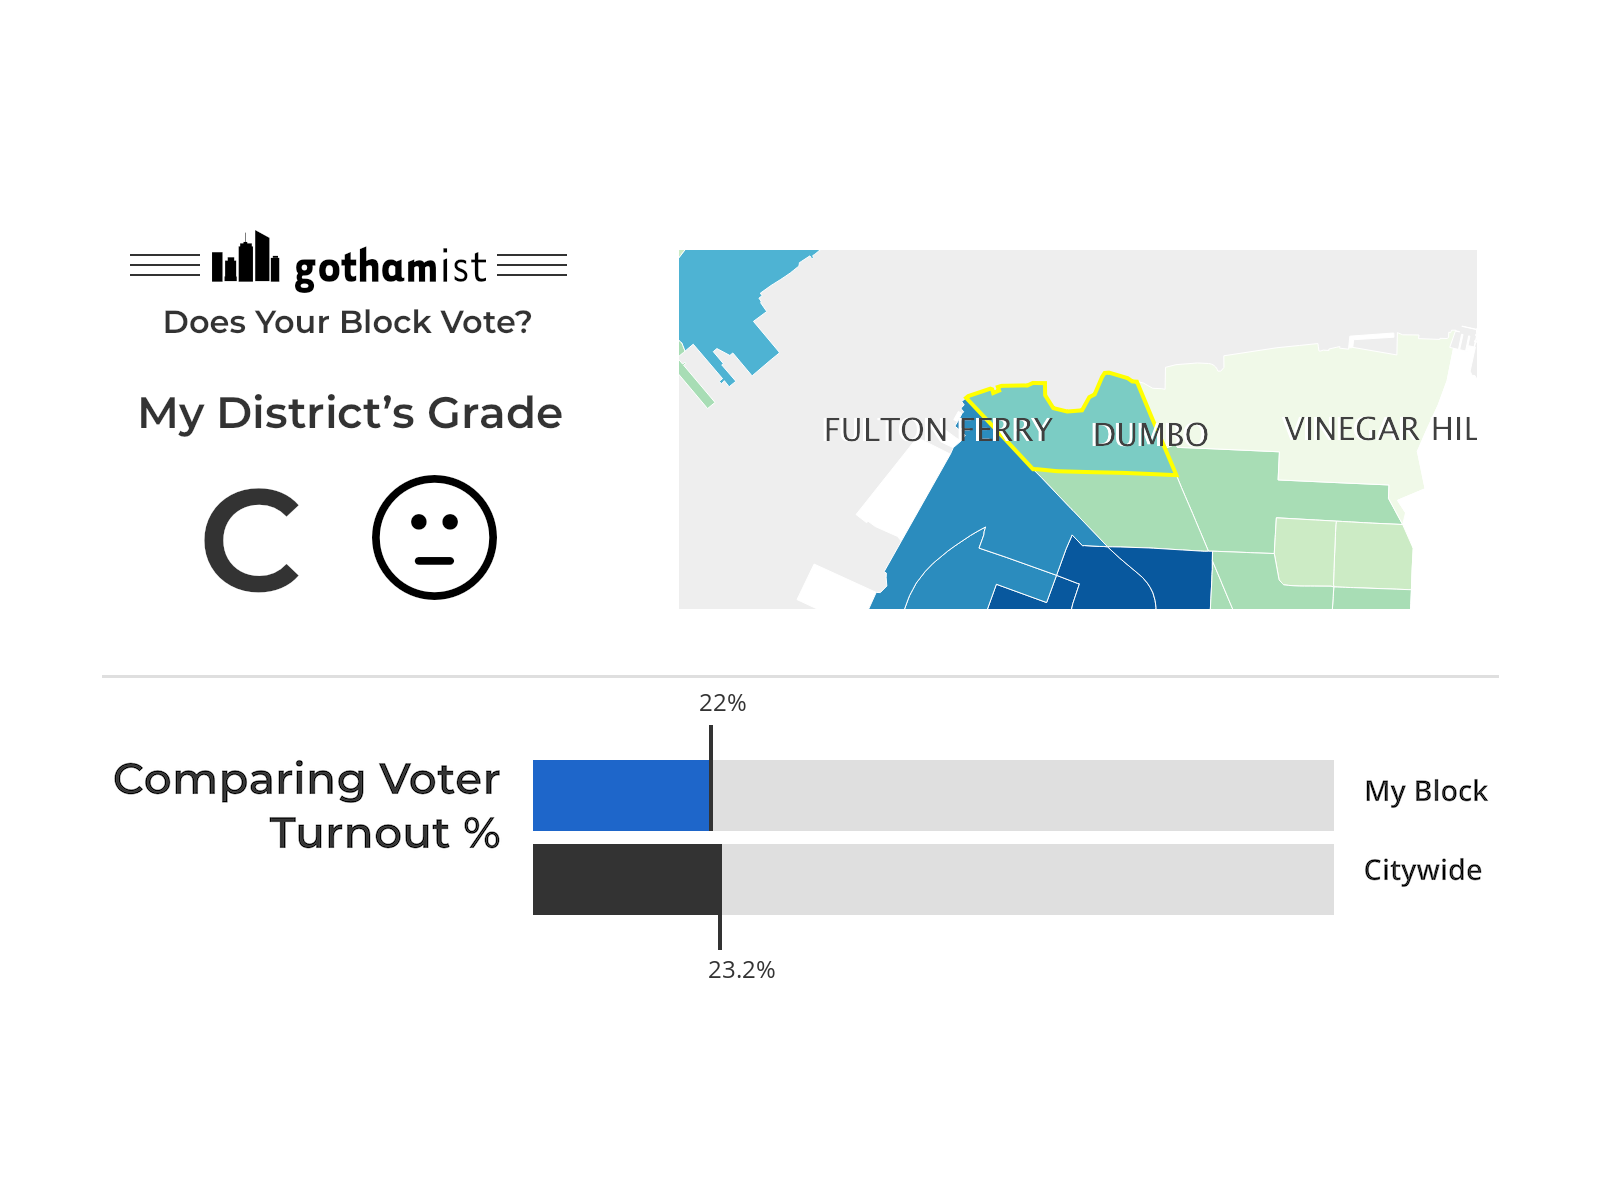 gothamist
Does Your Block Vote?
My District’s Grade
C
FULTON FERRY
DUMBO
VINEGAR HIL
Comparing Voter
Turnout %
22%
My Block
Citywide
23.2%